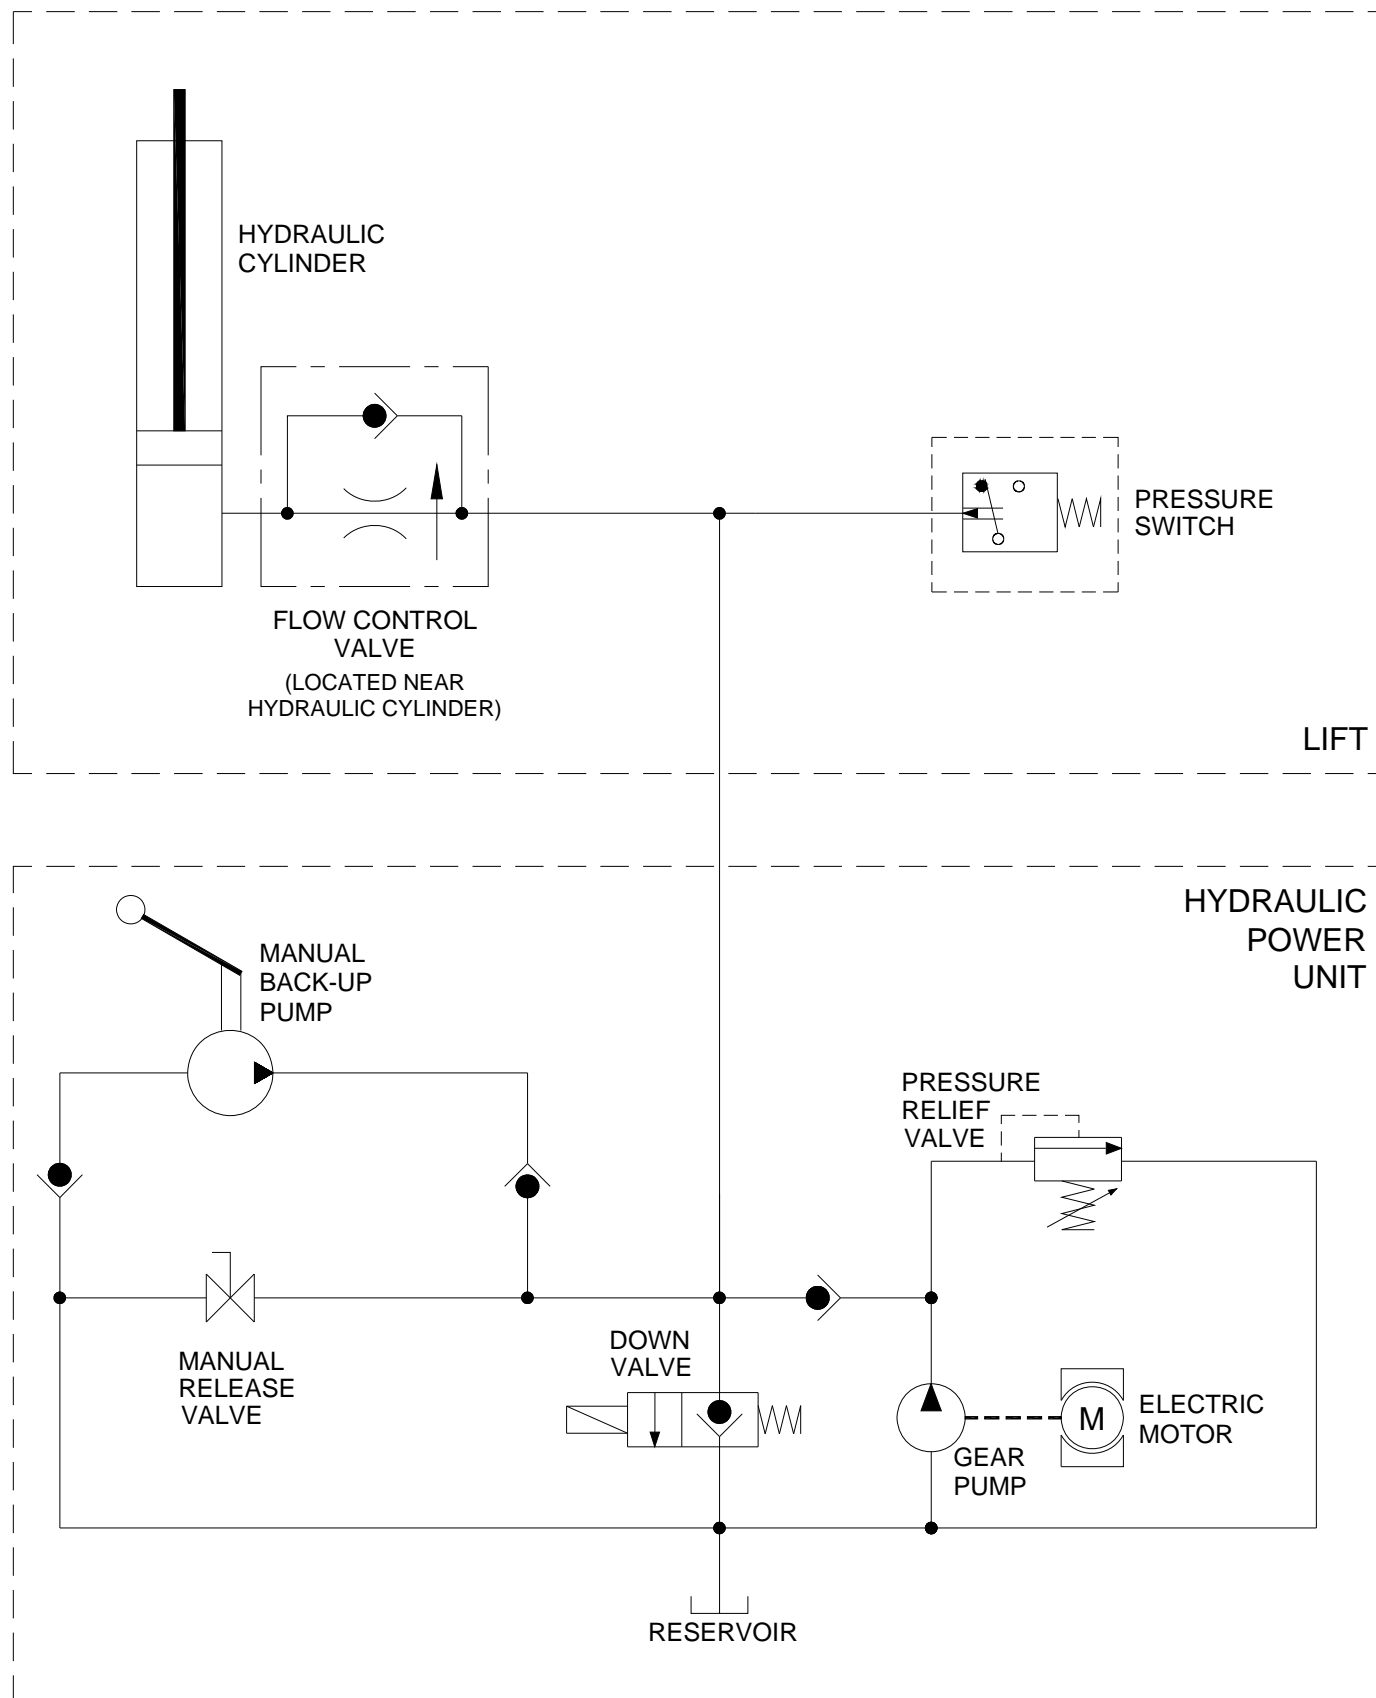 HYDRAULIC
CYLINDER
PRESSURE
SWITCH
FLOW CONTROL
VALVE
(LOCATED NEAR
HYDRAULIC CYLINDER)
LIFT
HYDRAULIC
POWER
UNIT
MANUAL
BACK-UP
PUMP
PRESSURE
RELIEF
VALVE
DOWN
VALVE
MANUAL
RELEASE
VALVE
M
ELECTRIC
MOTOR
GEAR
PUMP
RESERVOIR